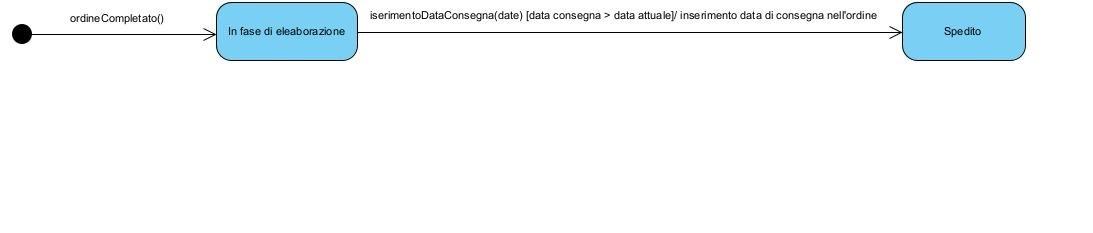 ordineCompletato()
iserimentoDataConsegna(date) [data consegna > data attuale]/ inserimento data di consegna nell'ordine
In fase di eleaborazione
Spedito